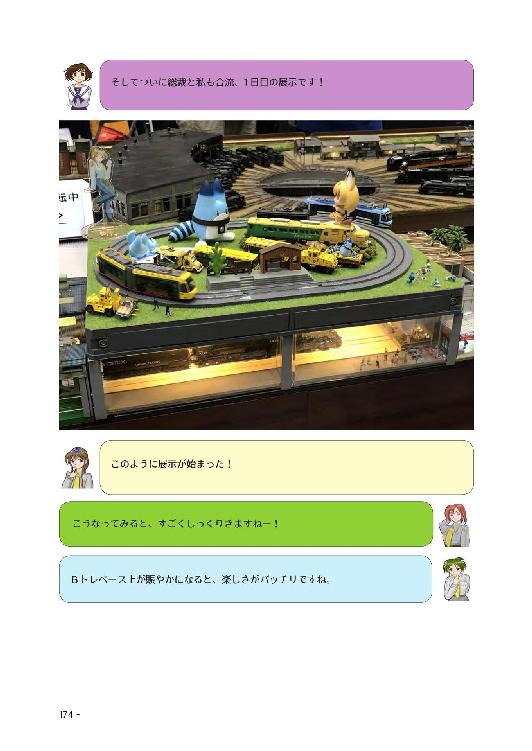 そしてついに総裁と私も合流、1日目の展示です！
このように展示が始まった！
こうなってみると、すごくしっくりきますねー！
Bトレベース上が賑やかになると、楽しさがバッチリですね。
174 -